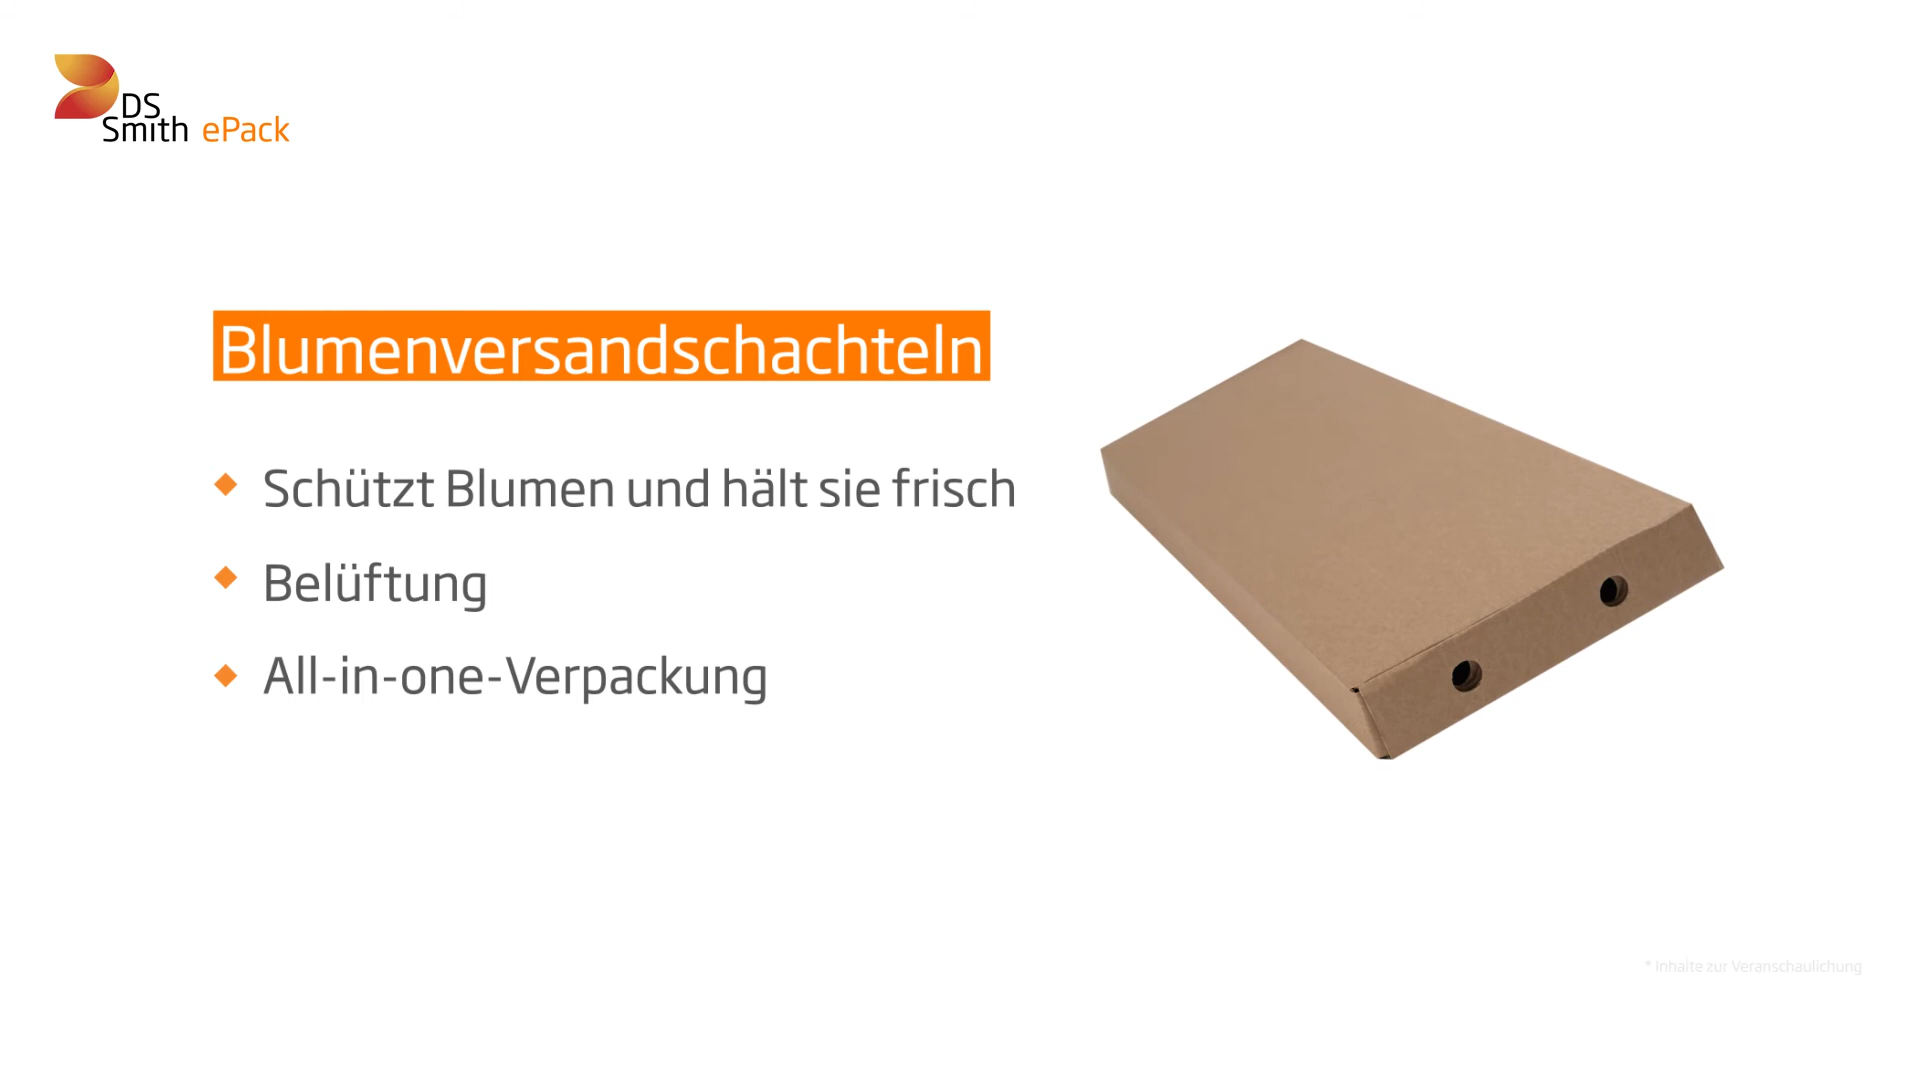 DS
Smith ePack
Blumenversandschachteln
Schützt Blumen und hält sie frisch
Belüftung
All-in-one-Verpackung
* Inhalte zur Veranschaulichung